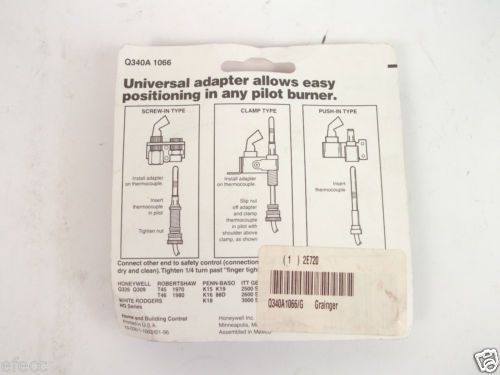 Q340A 1066
Universal adapter allows easy
positioning in any pilot burner.
SCREW-IN TYPE
Install adapter
on thermocouple.
Insert
thermocouple
in pilot
Tighten nut
CLAMP TYPE
Install adapter
on thermocouple.
Slip nut
off adapter
and clamp
thermocouple
in pilot with
shoulder above
clamp, as shown.
PUSH-IN TYPE
Insert
thermocouple
Connect other end to safety control (connection
dry and clean). Tighten 1/4 turn past "finger tight
HONEYWELL ROBERTSHAW PENN-BASO ITT GE
Q326 Q309 T45 1970 K15 K19 2500 S
T46 1980 K16 88D 2600 S
WHITE RODGERS K18 3000 S
HG Series
Home and Building Control
Printed in U.S.A.
Honeywell Inc.
Minneapolis, M
Assembled in Mexico
(1) 2E720
Q340A1066/G Grainger
efecc
efecc